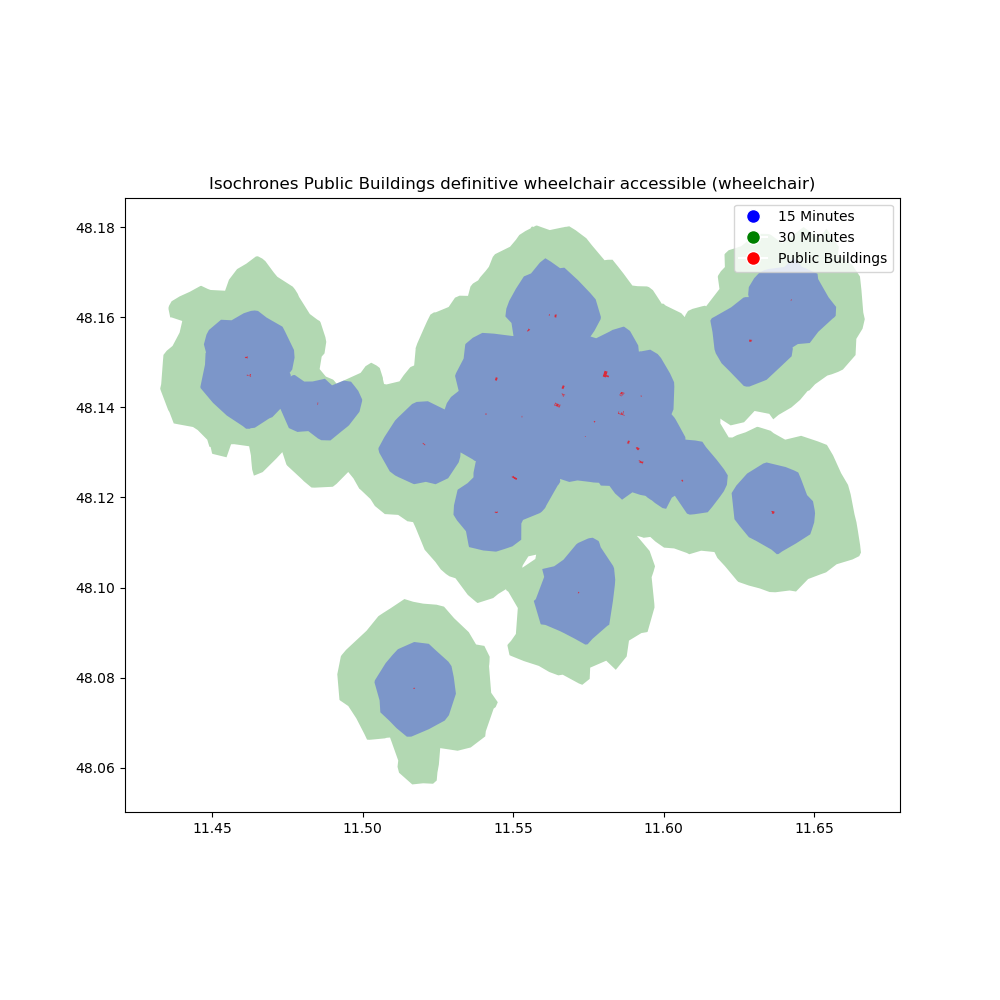 Isochrones Public Buildings definitive wheelchair accessible (wheelchair)
15 Minutes
30 Minutes
Public Buildings
48.18
48.16
48.14
48.12
48.10
48.08
48.06
11.45 11.50 11.55 11.60 11.65